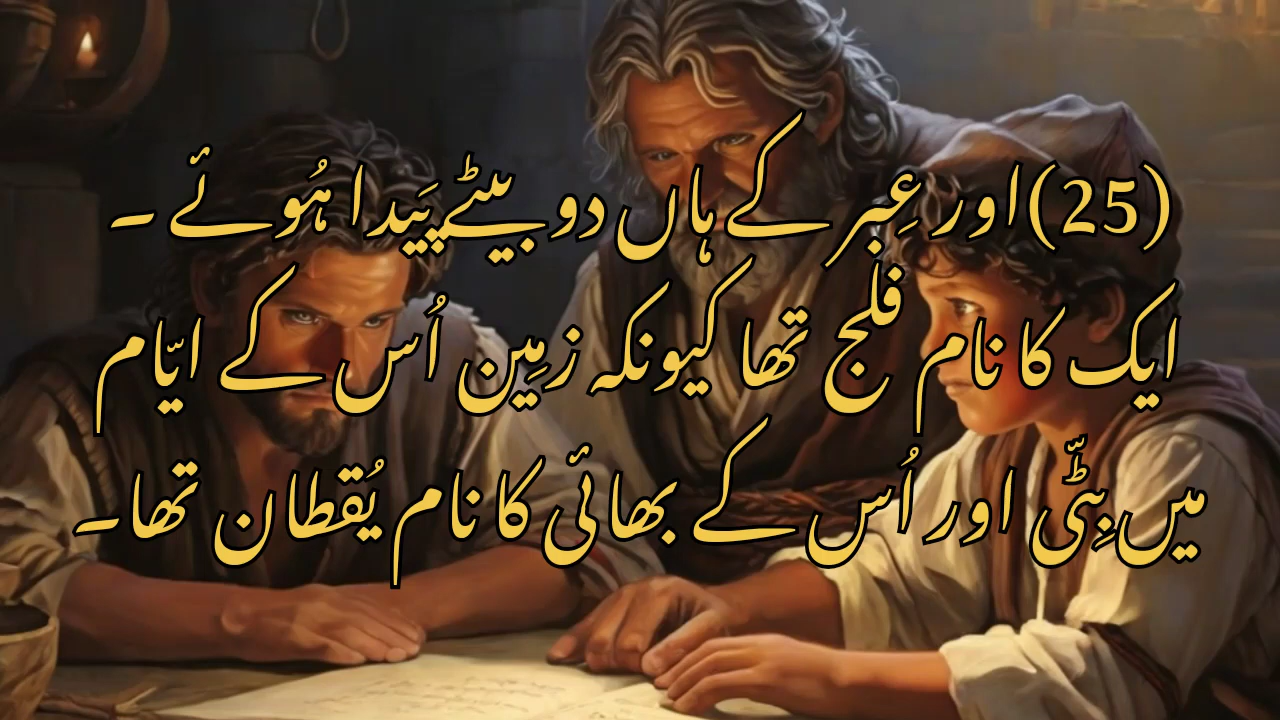 (25) اور عِبر کے ہاں دو بیٹے پَیدا ہُوئے ۔
ایک کا نام فلج تھا کیونکہ زمِین اُس کے ایّام
میں بِٹّی اور اُس کے بھائی کا نام یُقطان تھا۔